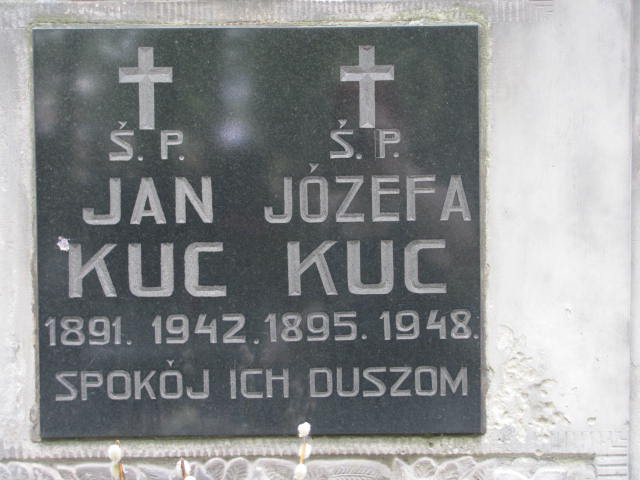 Ś. P. Ś. P.
JAN JÓZEFA
KUC KUC
1891. 1942. 1895. 1948.
SPOKÓJ ICH DUSZOM